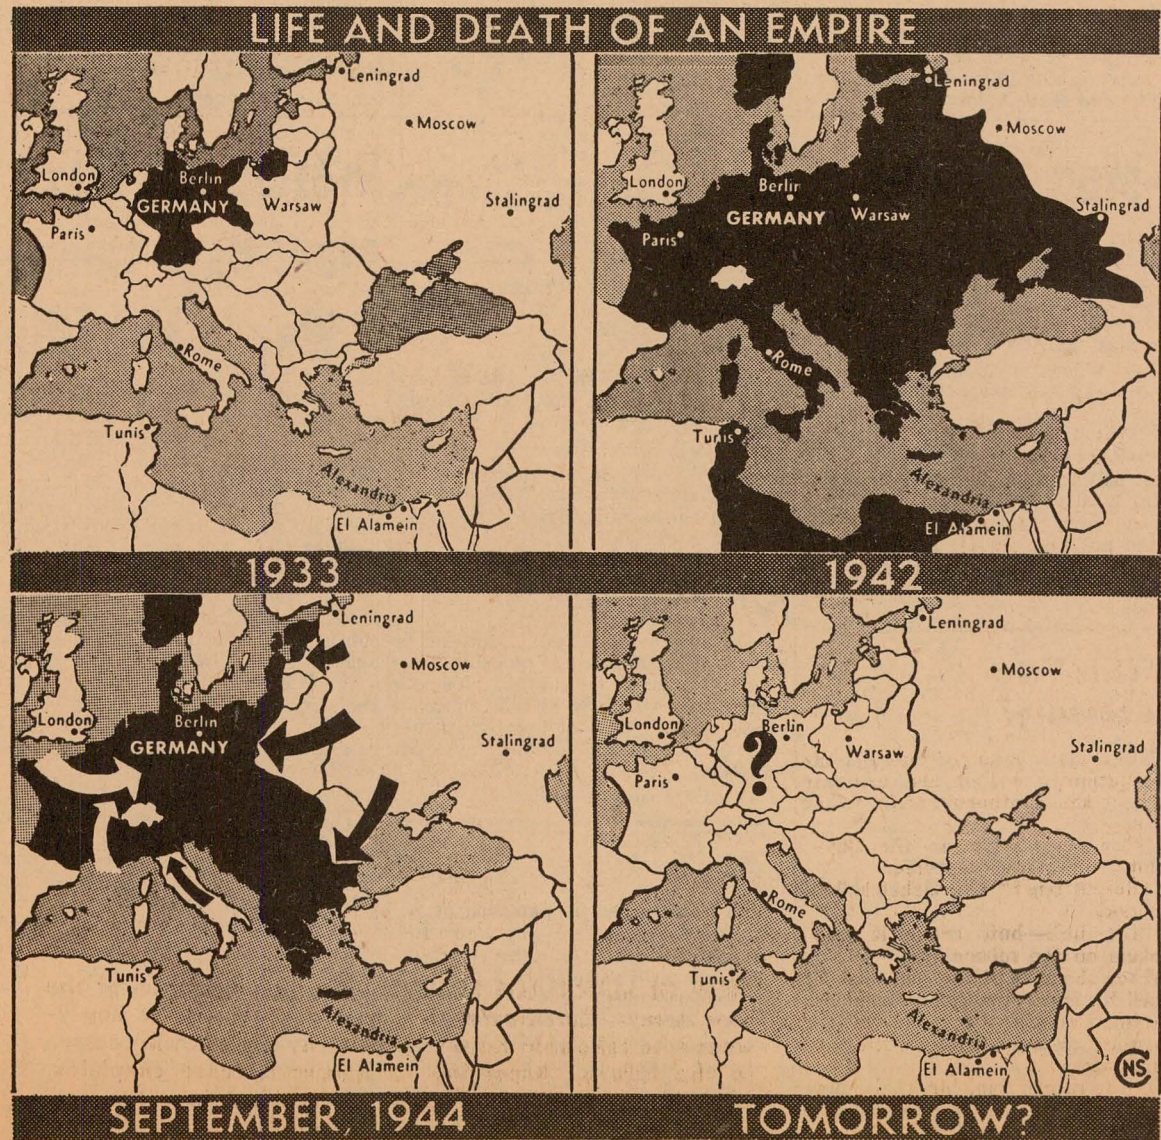 LIFE AND DEATH OF AN EMPIRE
Leningrad
Moscow
London
Berlin
GERMANY
Warsaw
Stalingrad
Paris
Rome
Tunis
Alexandria
El Alamein
1933
Leningrad
Moscow
London
Berlin
GERMANY
Warsaw
Stalingrad
Paris
Rome
Tunis
Alexandria
El Alamein
1942
Leningrad
Moscow
London
Berlin
GERMANY
Stalingrad
Tunis
Alexandria
El Alamein
SEPTEMBER, 1944
Leningrad
Moscow
London
Berlin
?
Warsaw
Stalingrad
Paris
Rome
Tunis
Alexandria
El Alamein
CNS
TOMORROW?